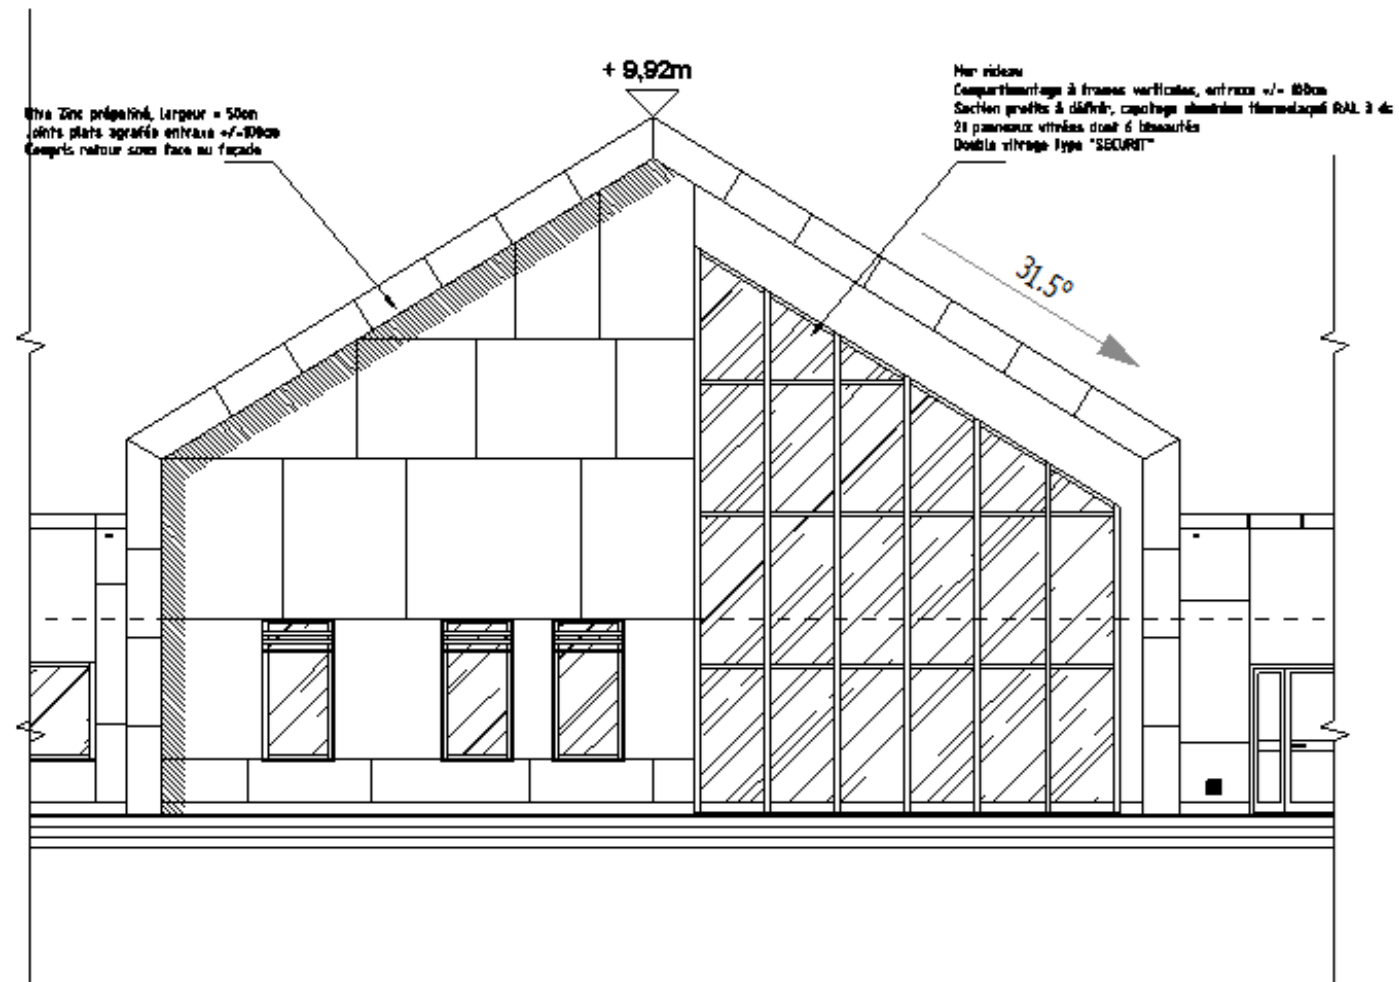 + 9,92m
Rive Zinc prépatiné, largeur = 50cm
Joints plats agrafés entraxe +/-100cm
Compris retour sous face au façade
Mur rideau
Compartimentage à trames verticales, entraxe +/- 100cm
Section profils à définir, capotage aluminium thermolaqué RAL 3 de
21 panneaux vitrées dont 6 biseautés
Double vitrage type "SECURIT"
31.5°